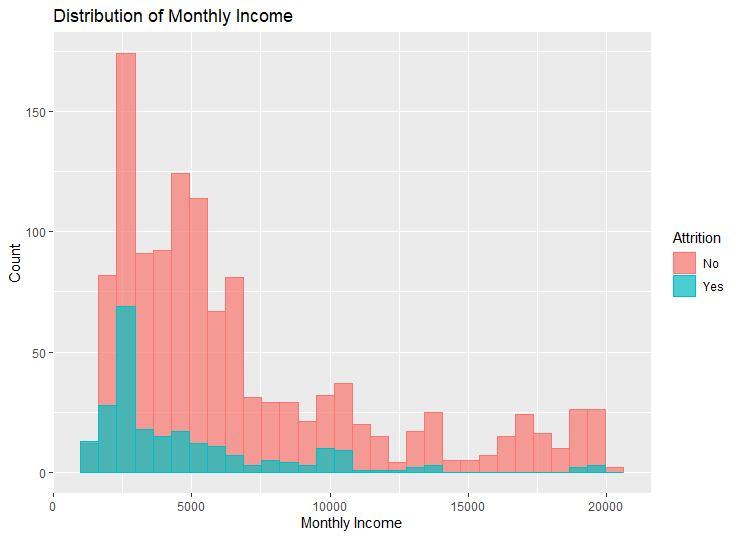 Distribution of Monthly Income
Count
150
100
50
0
0 5000 10000 15000 20000
Monthly Income
Attrition
No
Yes